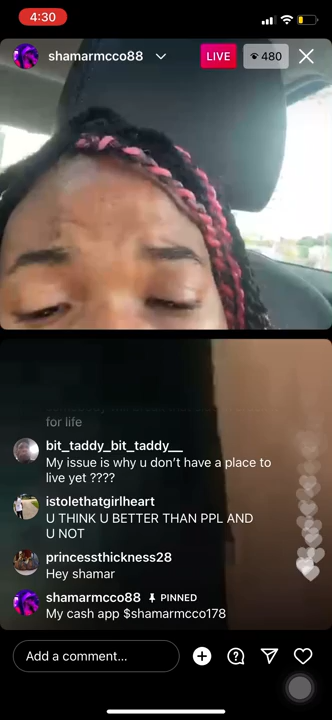 4:30
shamarmcco88
LIVE
480
for life
bit_taddy_bit_taddy__
My issue is why u don’t have a place to
live yet ????
istolethatgirlheart
U THINK U BETTER THAN PPL AND
U NOT
princessthickness28
Hey shamar
shamarmcco88 PINNED
My cash app $shamarmcco178
Add a comment...